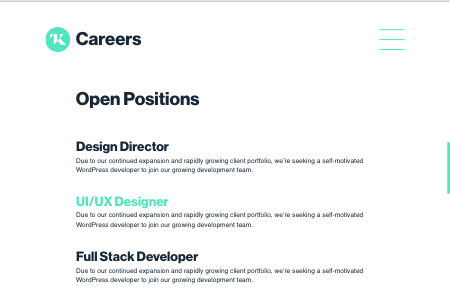 Careers
Open Positions
Design Director
Due to our continued expansion and rapidly growing client portfolio, we're seeking a self-motivated
WordPress developer to join our growing development team.
UI/UX Designer
Due to our continued expansion and rapidly growing client portfolio, we're seeking a self-motivated
WordPress developer to join our growing development team.
Full Stack Developer
Due to our continued expansion and rapidly growing client portfolio, we're seeking a self-motivated
WordPress developer to join our growing development team.